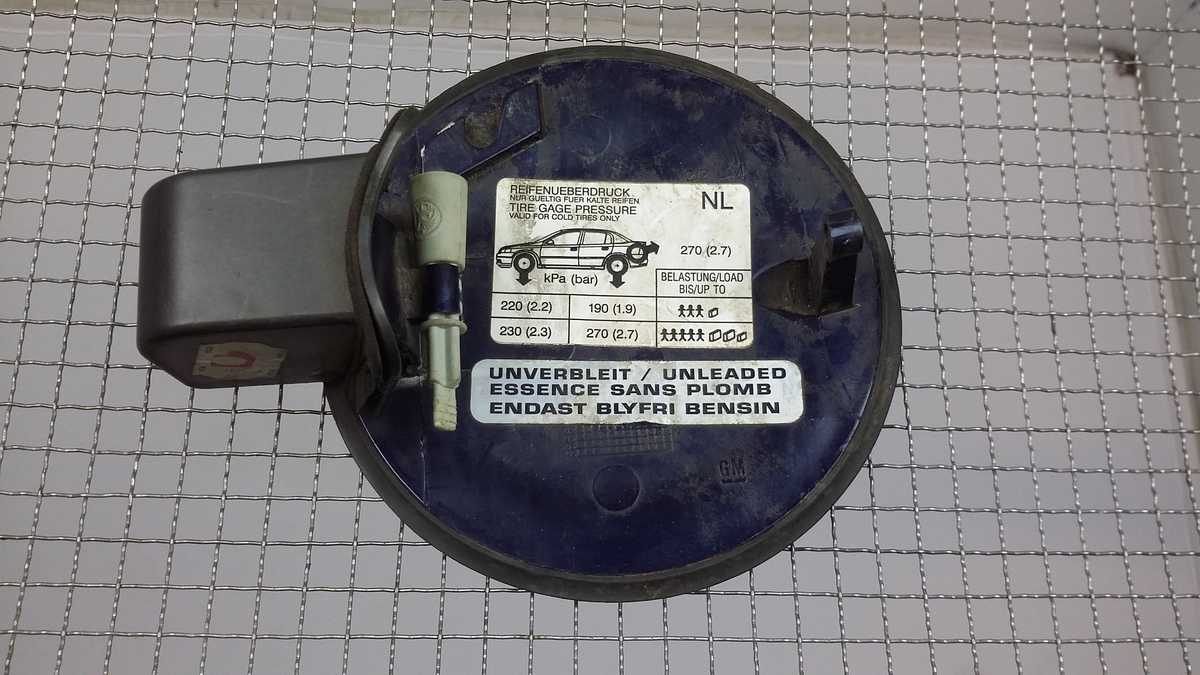 REIFENUEBERDRUCK
NUR GUELTIG FUER KALTE REIFEN
TIRE GAGE PRESSURE
VALID FOR COLD TIRES ONLY
NL
270 (2.7)
kPa (bar)
BELASTUNG/LOAD
BIS/UP TO
220 (2.2) 190 (1.9)
230 (2.3) 270 (2.7)
UNVERBLEIT / UNLEADED
ESSENCE SANS PLOMB
ENDAST BLYFRI BENSIN
GM